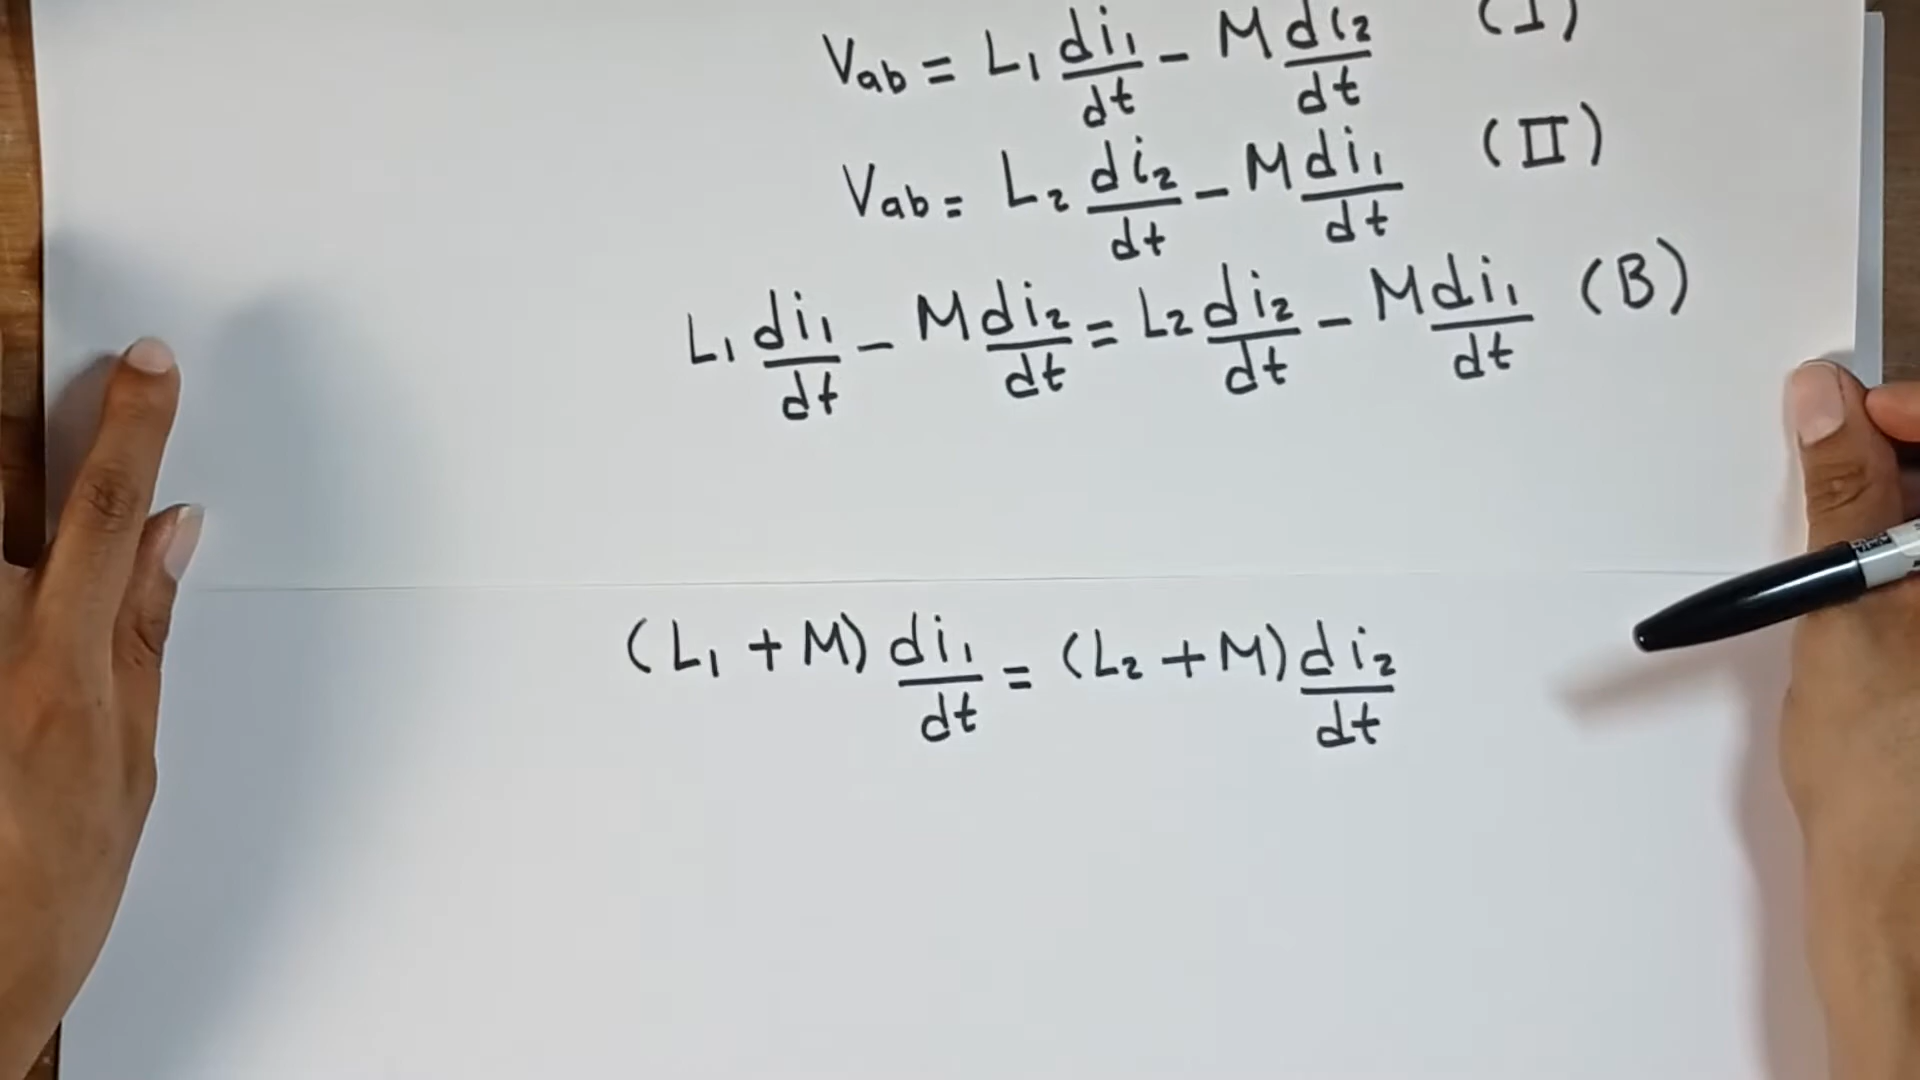 Vab = L₁ di₁/dt - M di₂/dt (I)
Vab = L₂ di₂/dt - M di₁/dt (II)
L₁ di₁/dt - M di₂/dt = L₂ di₂/dt - M di₁/dt (B)
(L₁ + M) di₁/dt = (L₂ + M) di₂/dt